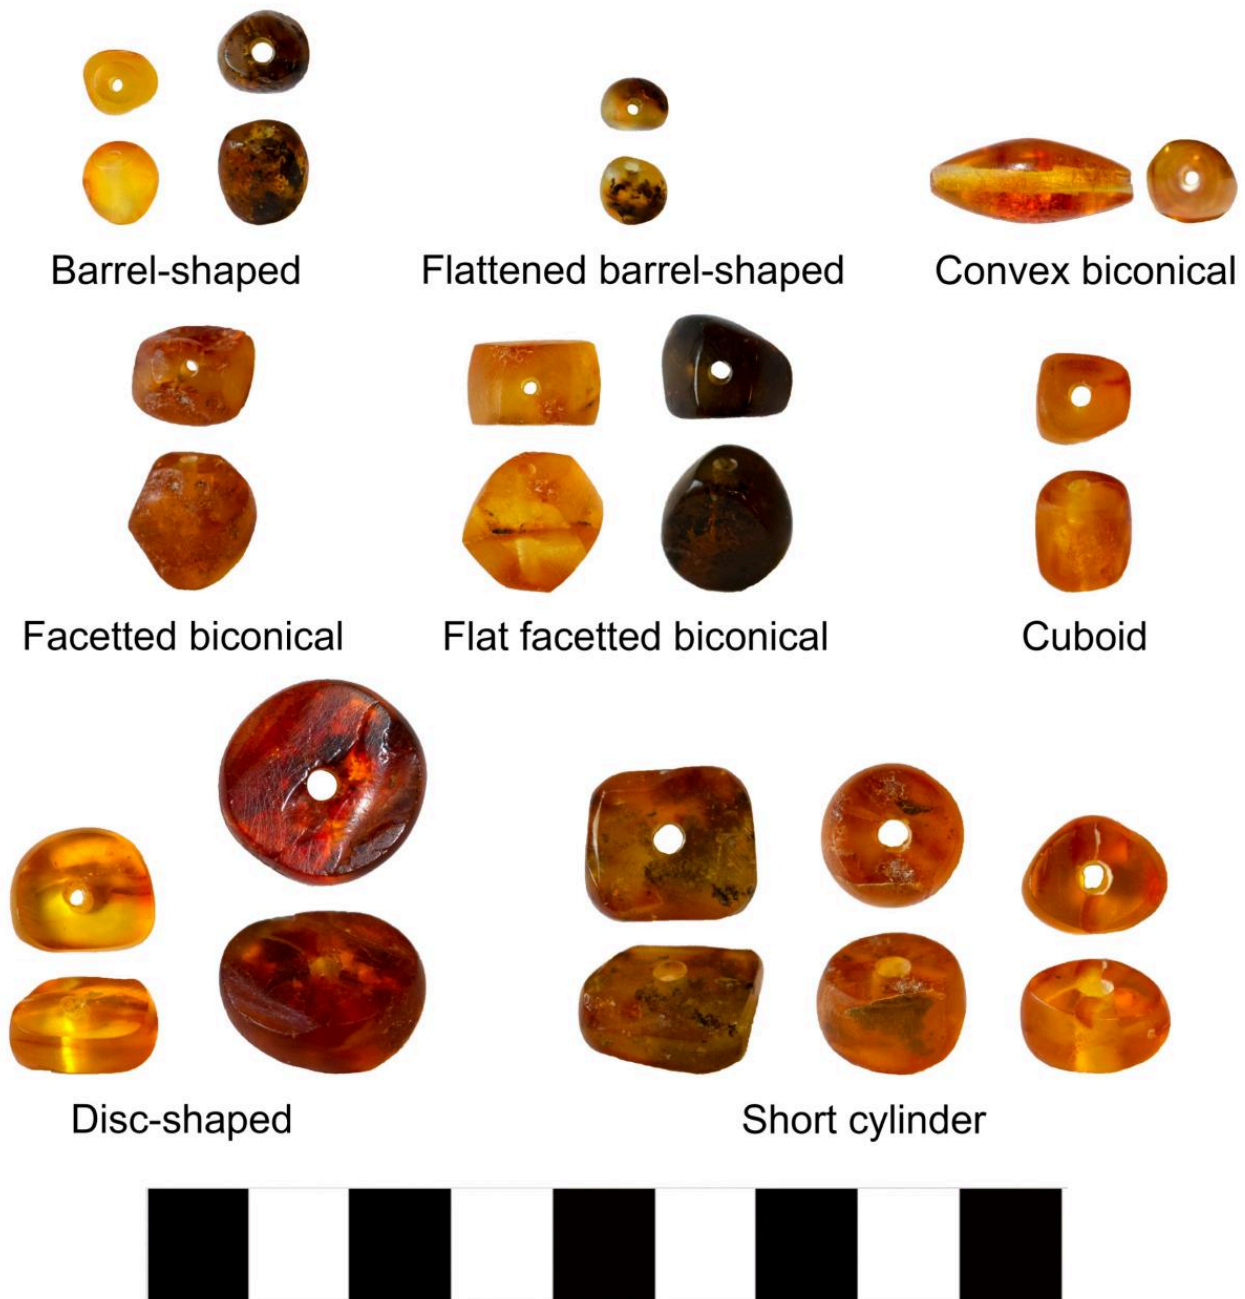 Barrel-shaped
Flattened barrel-shaped
Convex biconical
Facetted biconical
Flat facetted biconical
Cuboid
Disc-shaped
Short cylinder